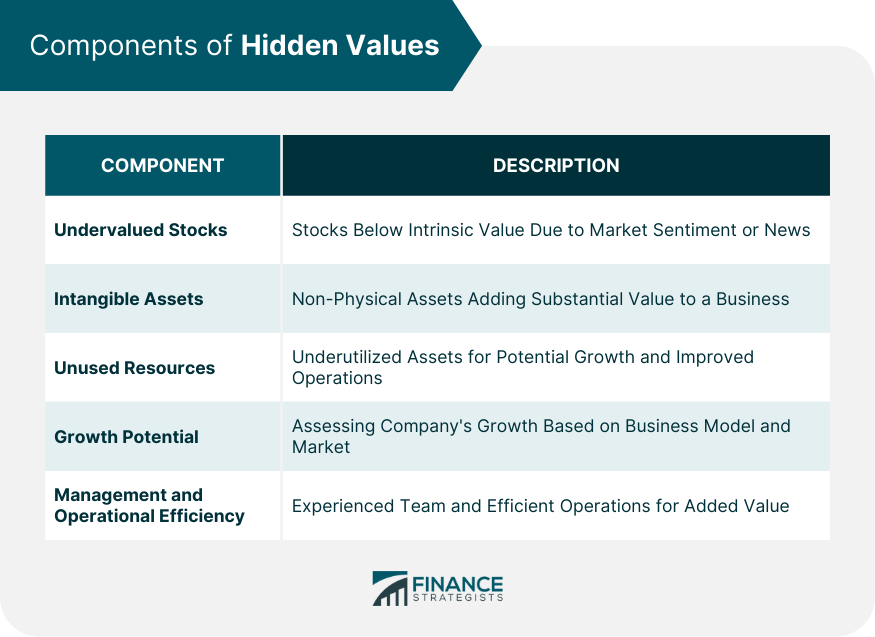 Components of Hidden Values
COMPONENT
DESCRIPTION
Undervalued Stocks
Stocks Below Intrinsic Value Due to Market Sentiment or News
Intangible Assets
Non-Physical Assets Adding Substantial Value to a Business
Unused Resources
Underutilized Assets for Potential Growth and Improved
Operations
Growth Potential
Assessing Company's Growth Based on Business Model and
Market
Management and
Operational Efficiency
Experienced Team and Efficient Operations for Added Value
FINANCE
STRATEGISTS